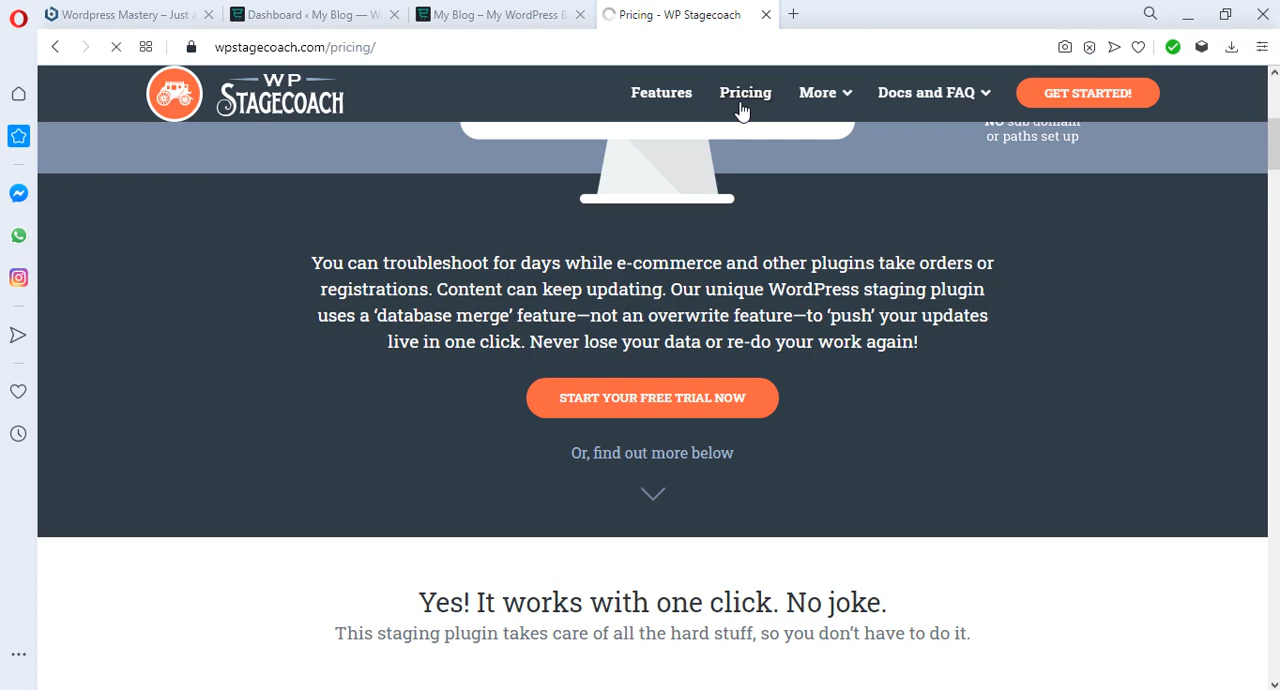 Wordpress Mastery – Just a
Dashboard ‹ My Blog — W
My Blog – My WordPress B
Pricing - WP Stagecoach
wpstagecoach.com/pricing/
WP
STAGECOACH
Features
Pricing
More
Docs and FAQ
GET STARTED!
NO sub domain
or paths set up
You can troubleshoot for days while e-commerce and other plugins take orders or
registrations. Content can keep updating. Our unique WordPress staging plugin
uses a ‘database merge’ feature—not an overwrite feature—to ‘push’ your updates
live in one click. Never lose your data or re-do your work again!
START YOUR FREE TRIAL NOW
Or, find out more below
Yes! It works with one click. No joke.
This staging plugin takes care of all the hard stuff, so you don’t have to do it.